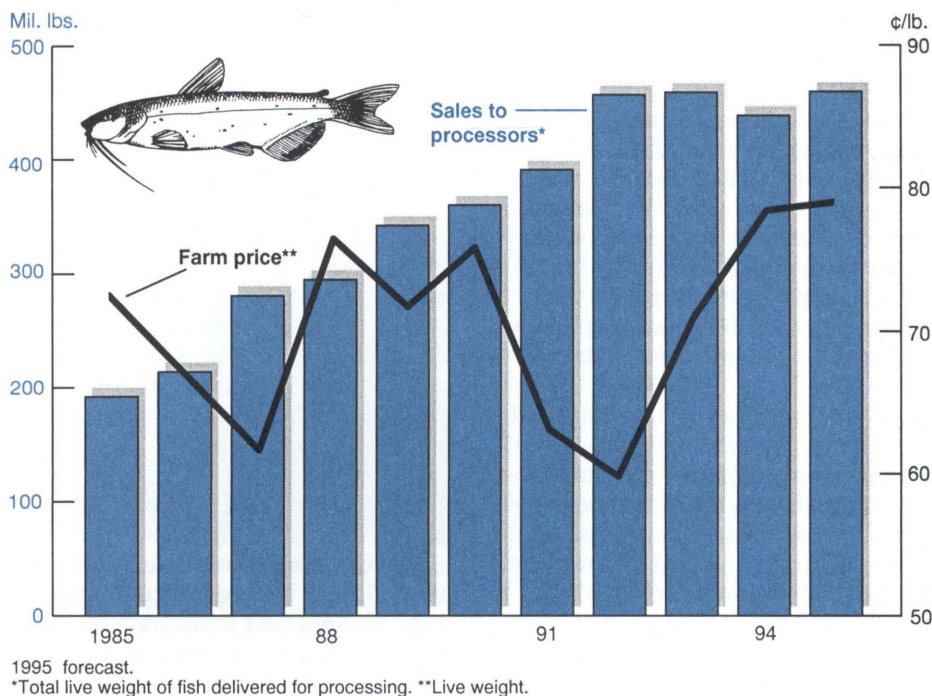 Mil. lbs.
¢/lb.
500
400
300
200
100
0
90
80
70
60
50
Sales to
processors*
Farm price**
1985
88
91
94
1995 forecast.
*Total live weight of fish delivered for processing. **Live weight.